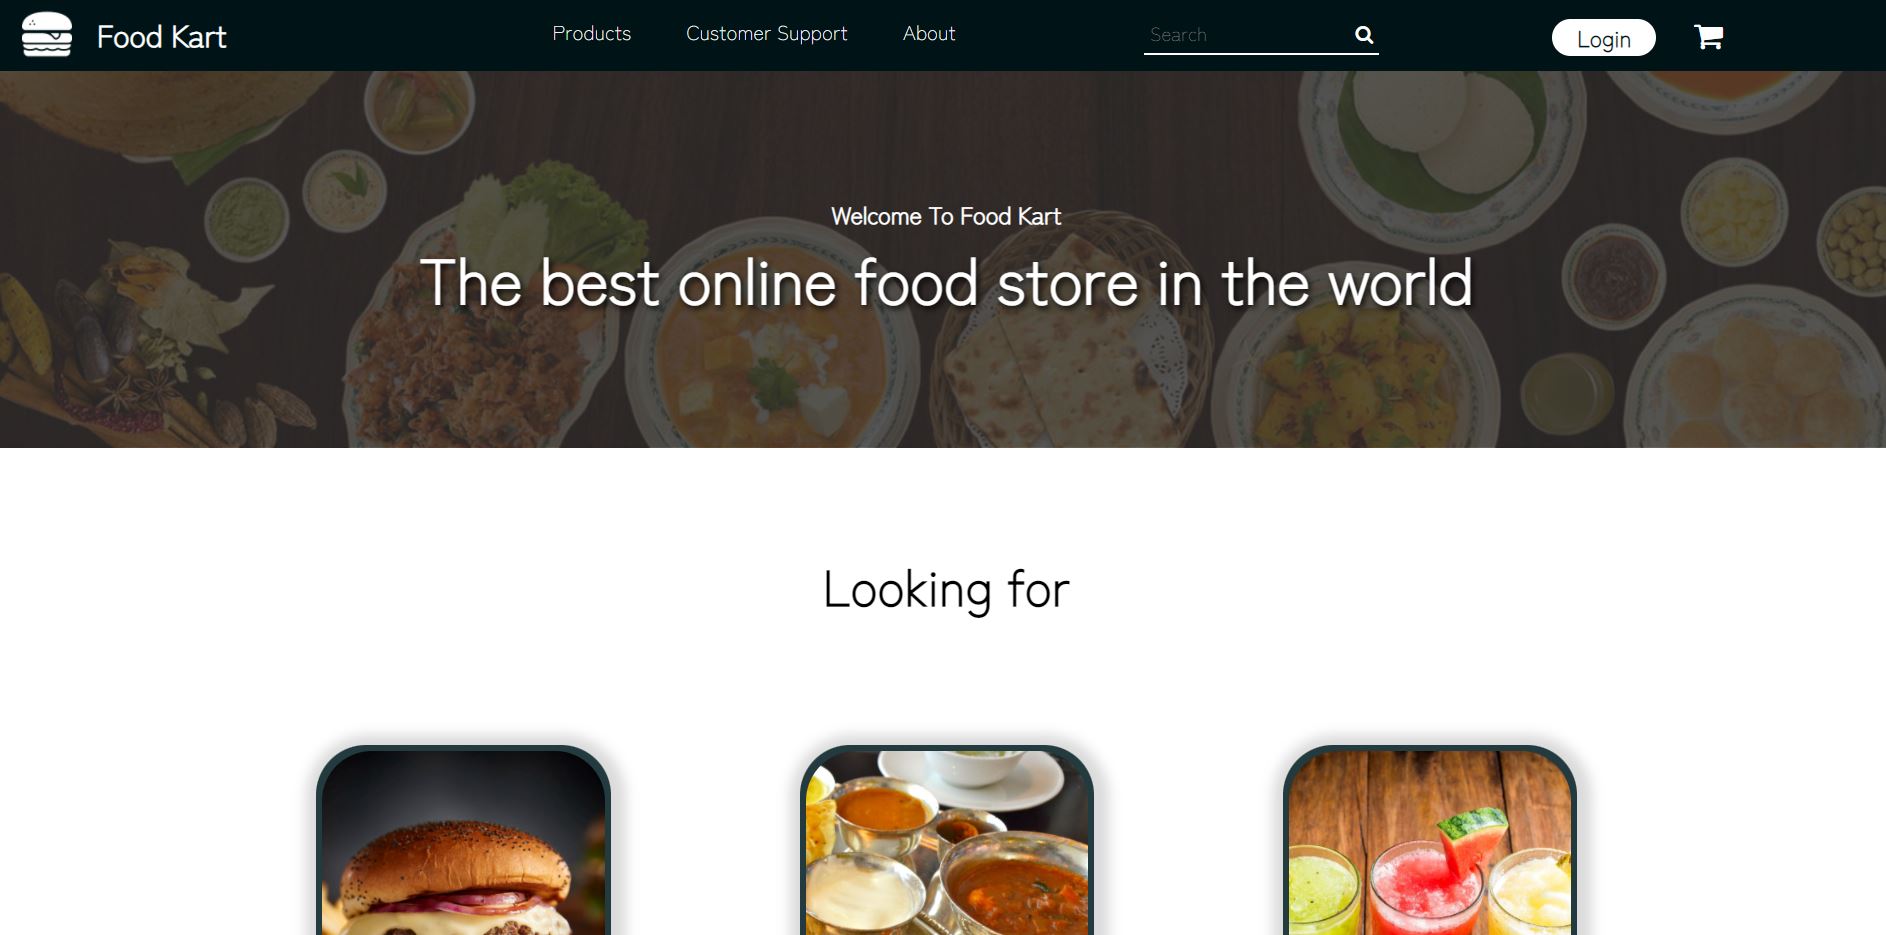 Food Kart
Products
Customer Support
About
Search
Login
Welcome To Food Kart
The best online food store in the world
Looking for